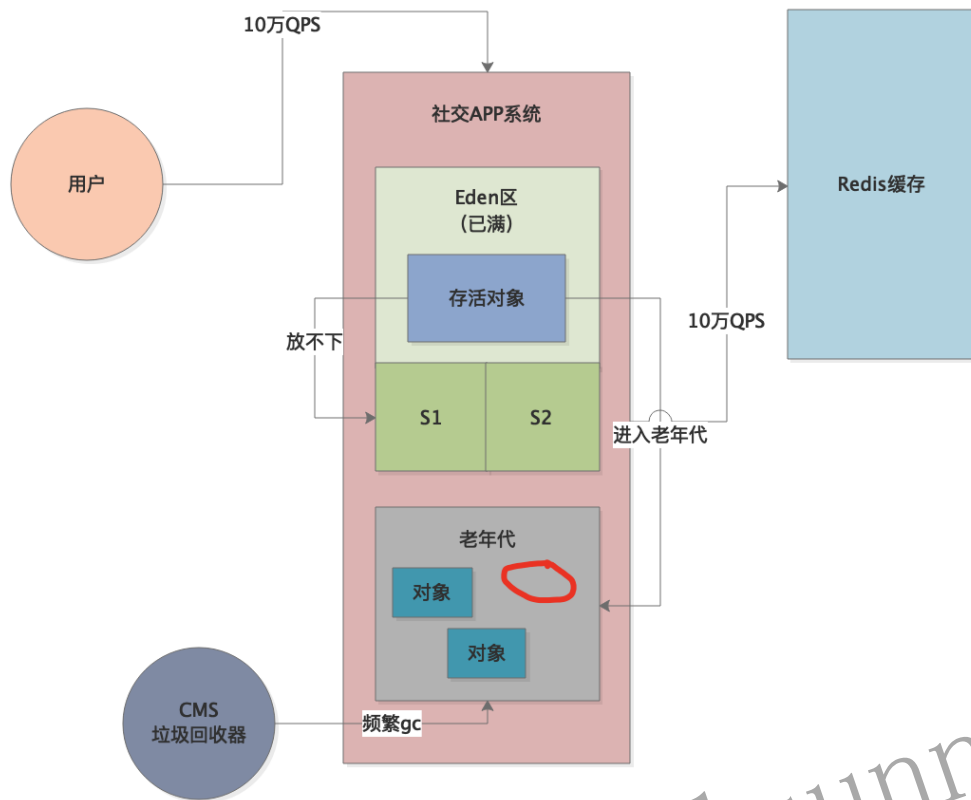 10万QPS
社交APP系统
用户
Eden区
（已满）
Redis缓存
存活对象
10万QPS
放不下
S1
S2
进入老年代
老年代
对象
对象
CMS
垃圾回收器
频繁gc